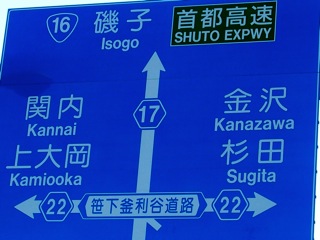 16 磯子 首都高速
Isogo SHUTO EXPWY
17
関内 金沢
Kannai Kanazawa
上大岡 杉田
Kamiooka Sugita
22 笹下釜利谷道路 22